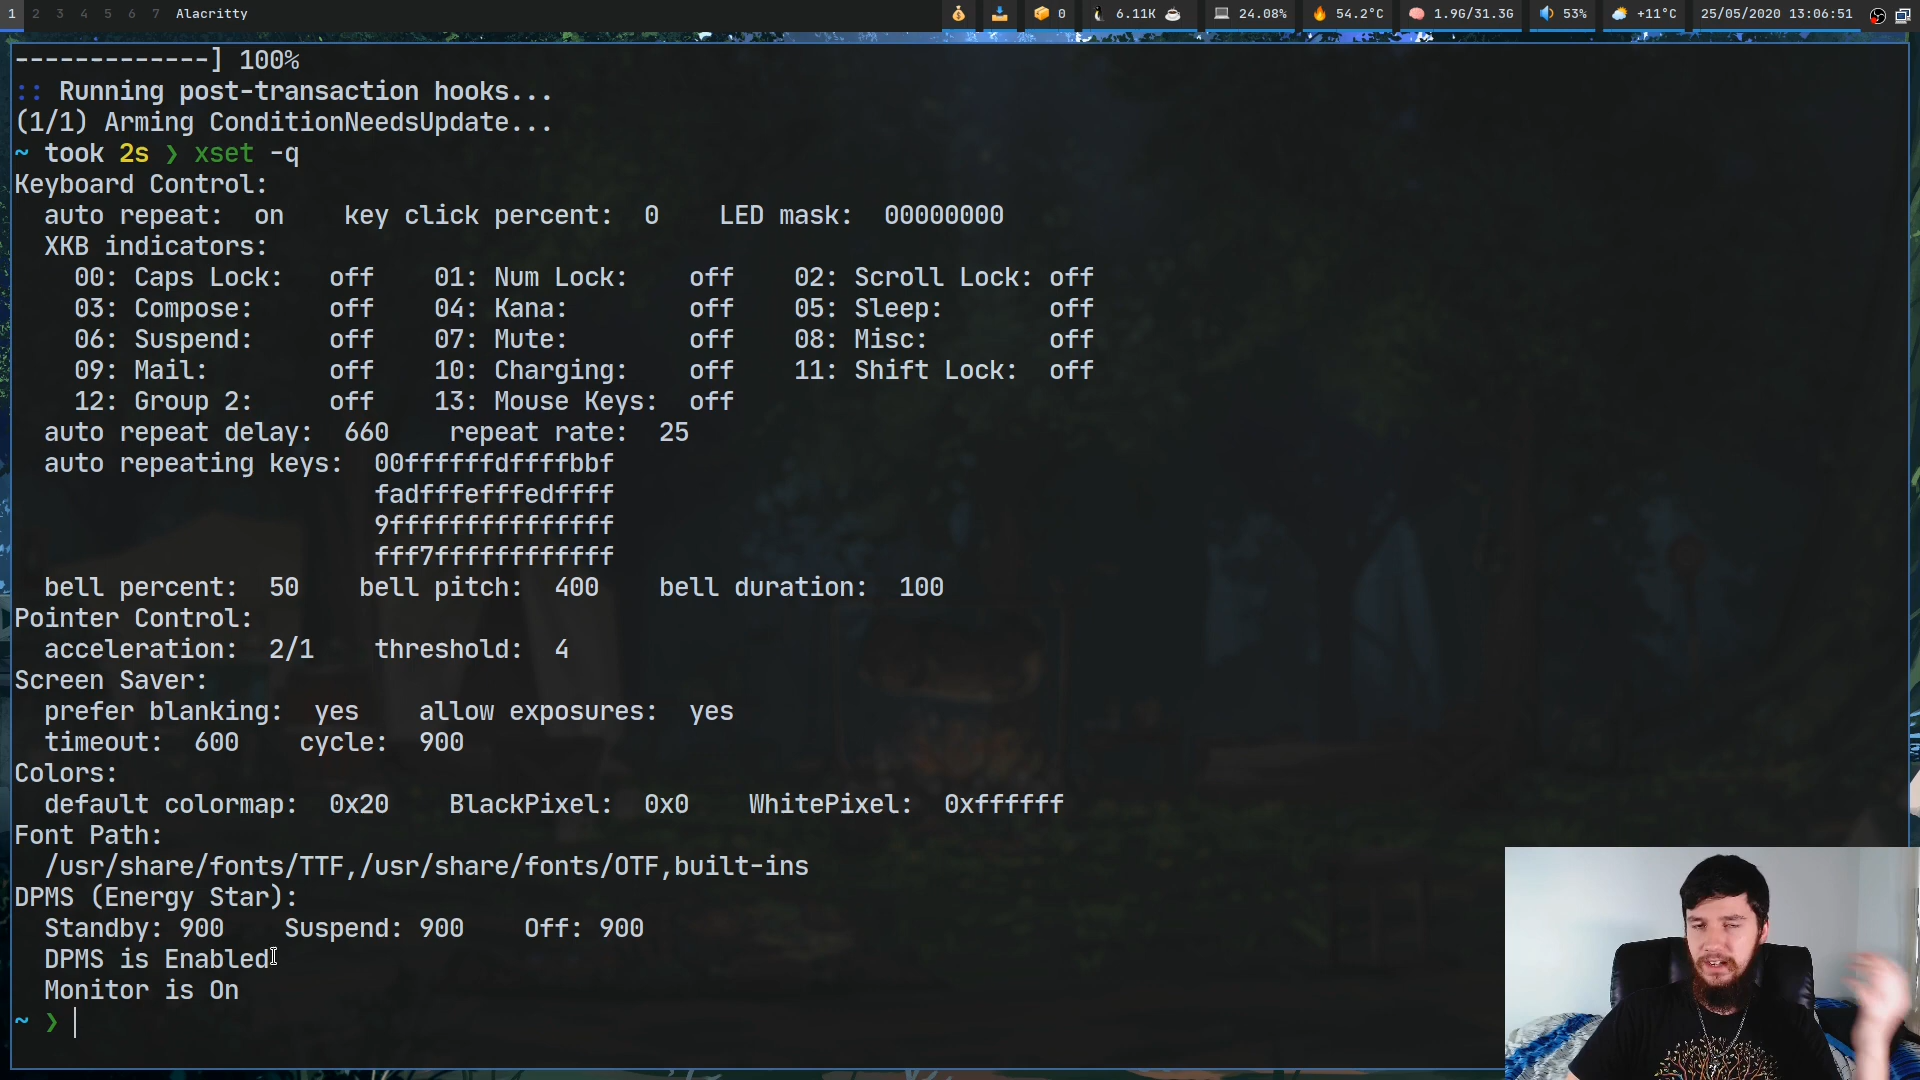 1 2 3 4 5 6 7 Alacritty 0 6.11K 24.08% 54.2°C 1.9G/31.3G 53% +11°C 25/05/2020 13:06:51
-------------] 100%
:: Running post-transaction hooks...
(1/1) Arming ConditionNeedsUpdate...
~ took 2s ❯ xset -q
Keyboard Control:
  auto repeat:  on    key click percent:  0    LED mask:  00000000
  XKB indicators:
    00: Caps Lock:   off    01: Num Lock:    off    02: Scroll Lock: off
    03: Compose:     off    04: Kana:        off    05: Sleep:       off
    06: Suspend:     off    07: Mute:        off    08: Misc:        off
    09: Mail:        off    10: Charging:    off    11: Shift Lock:  off
    12: Group 2:     off    13: Mouse Keys:  off
  auto repeat delay:  660    repeat rate:  25
  auto repeating keys:  00ffffffdffffbbf
                        fadfffefffedffff
                        9fffffffffffffff
                        fff7ffffffffffff
  bell percent:  50    bell pitch:  400    bell duration:  100
Pointer Control:
  acceleration:  2/1    threshold:  4
Screen Saver:
  prefer blanking:  yes    allow exposures:  yes
  timeout:  600    cycle:  900
Colors:
  default colormap:  0x20    BlackPixel:  0x0    WhitePixel:  0xffffff
Font Path:
  /usr/share/fonts/TTF,/usr/share/fonts/OTF,built-ins
DPMS (Energy Star):
  Standby: 900    Suspend: 900    Off: 900
  DPMS is Enabled
  Monitor is On
~ ❯